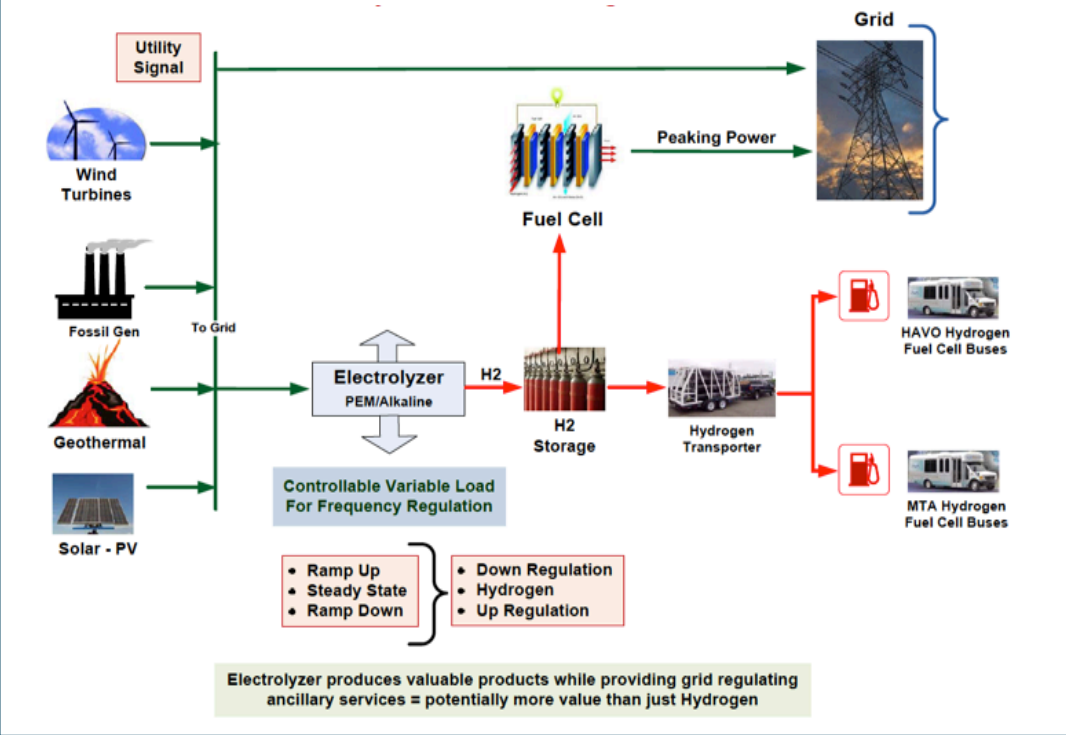 Grid
Utility
Signal
Wind
Turbines
Peaking Power
Fuel Cell
Fossil Gen
To Grid
HAVO Hydrogen
Fuel Cell Buses
Electrolyzer
PEM/Alkaline
H2
Geothermal
H2
Storage
Hydrogen
Transporter
Controllable Variable Load
For Frequency Regulation
MTA Hydrogen
Fuel Cell Buses
Solar - PV
• Ramp Up
• Steady State
• Ramp Down
• Down Regulation
• Hydrogen
• Up Regulation
Electrolyzer produces valuable products while providing grid regulating
ancillary services = potentially more value than just Hydrogen